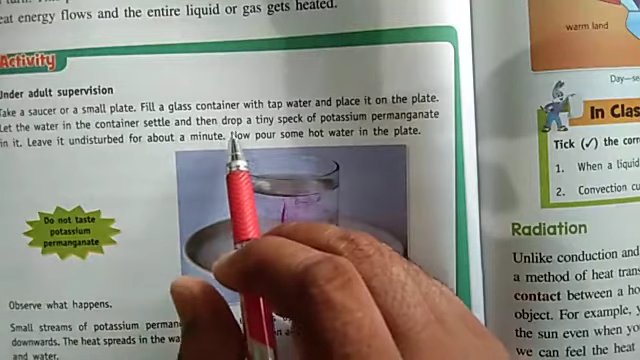 eat energy flows and the entire liquid or gas gets heated.
Activity
Under adult supervision
Take a saucer or a small plate. Fill a glass container with tap water and place it on the plate.
Let the water in the container settle and then drop a tiny speck of potassium permanganate
in it. Leave it undisturbed for about a minute. Now pour some hot water in the plate.
Do not taste
potassium
permanganate
Observe what happens.
Small streams of potassium perman
downwards. The heat spreads in the wa
and water.
warm land
Day—se
In Clas
Tick (✓) the corr
1. When a liquid
2. Convection cu
Radiation
Unlike conduction and
a method of heat trans
contact between a ho
object. For example, y
the sun even when you
we can feel the heat